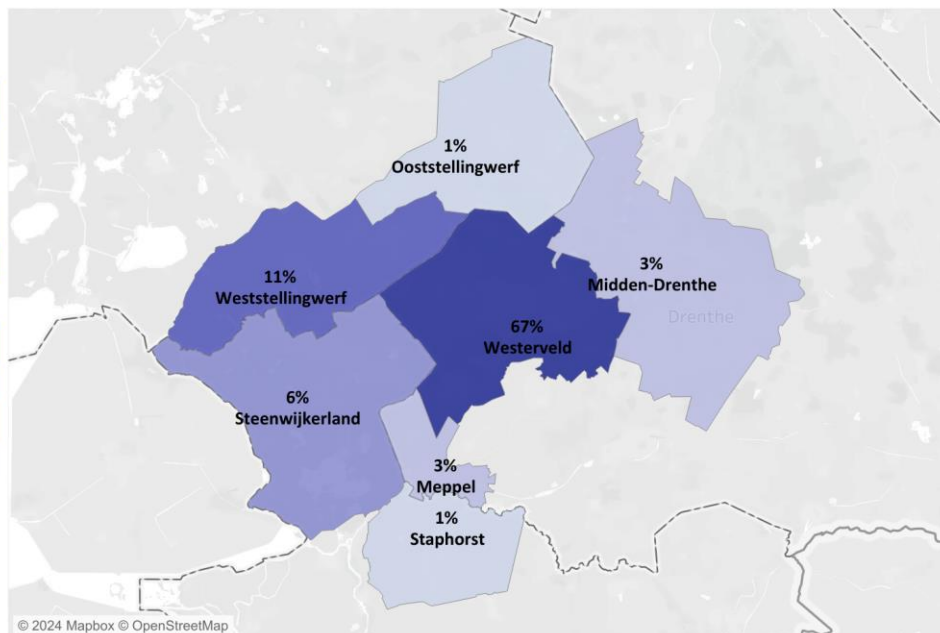 1%
Ooststellingwerf
11%
Weststellingwerf
3%
Midden-Drenthe
Drenthe
67%
Westerveld
6%
Steenwijkerland
3%
Meppel
1%
Staphorst
© 2024 Mapbox © OpenStreetMap